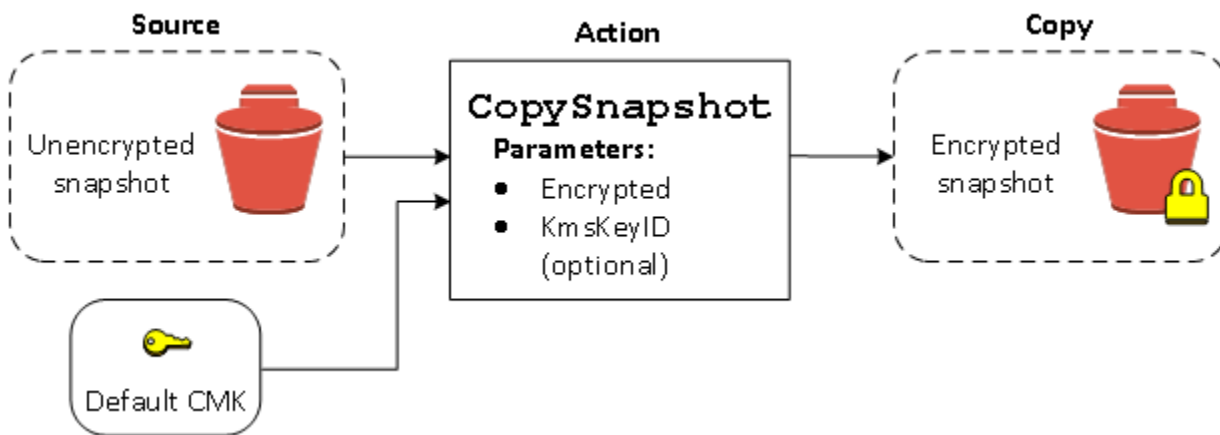 Source
Unencrypted
snapshot
Default CMK
Action
CopySnapshot
Parameters:
● Encrypted
● KmsKeyID
(optional)
Copy
Encrypted
snapshot